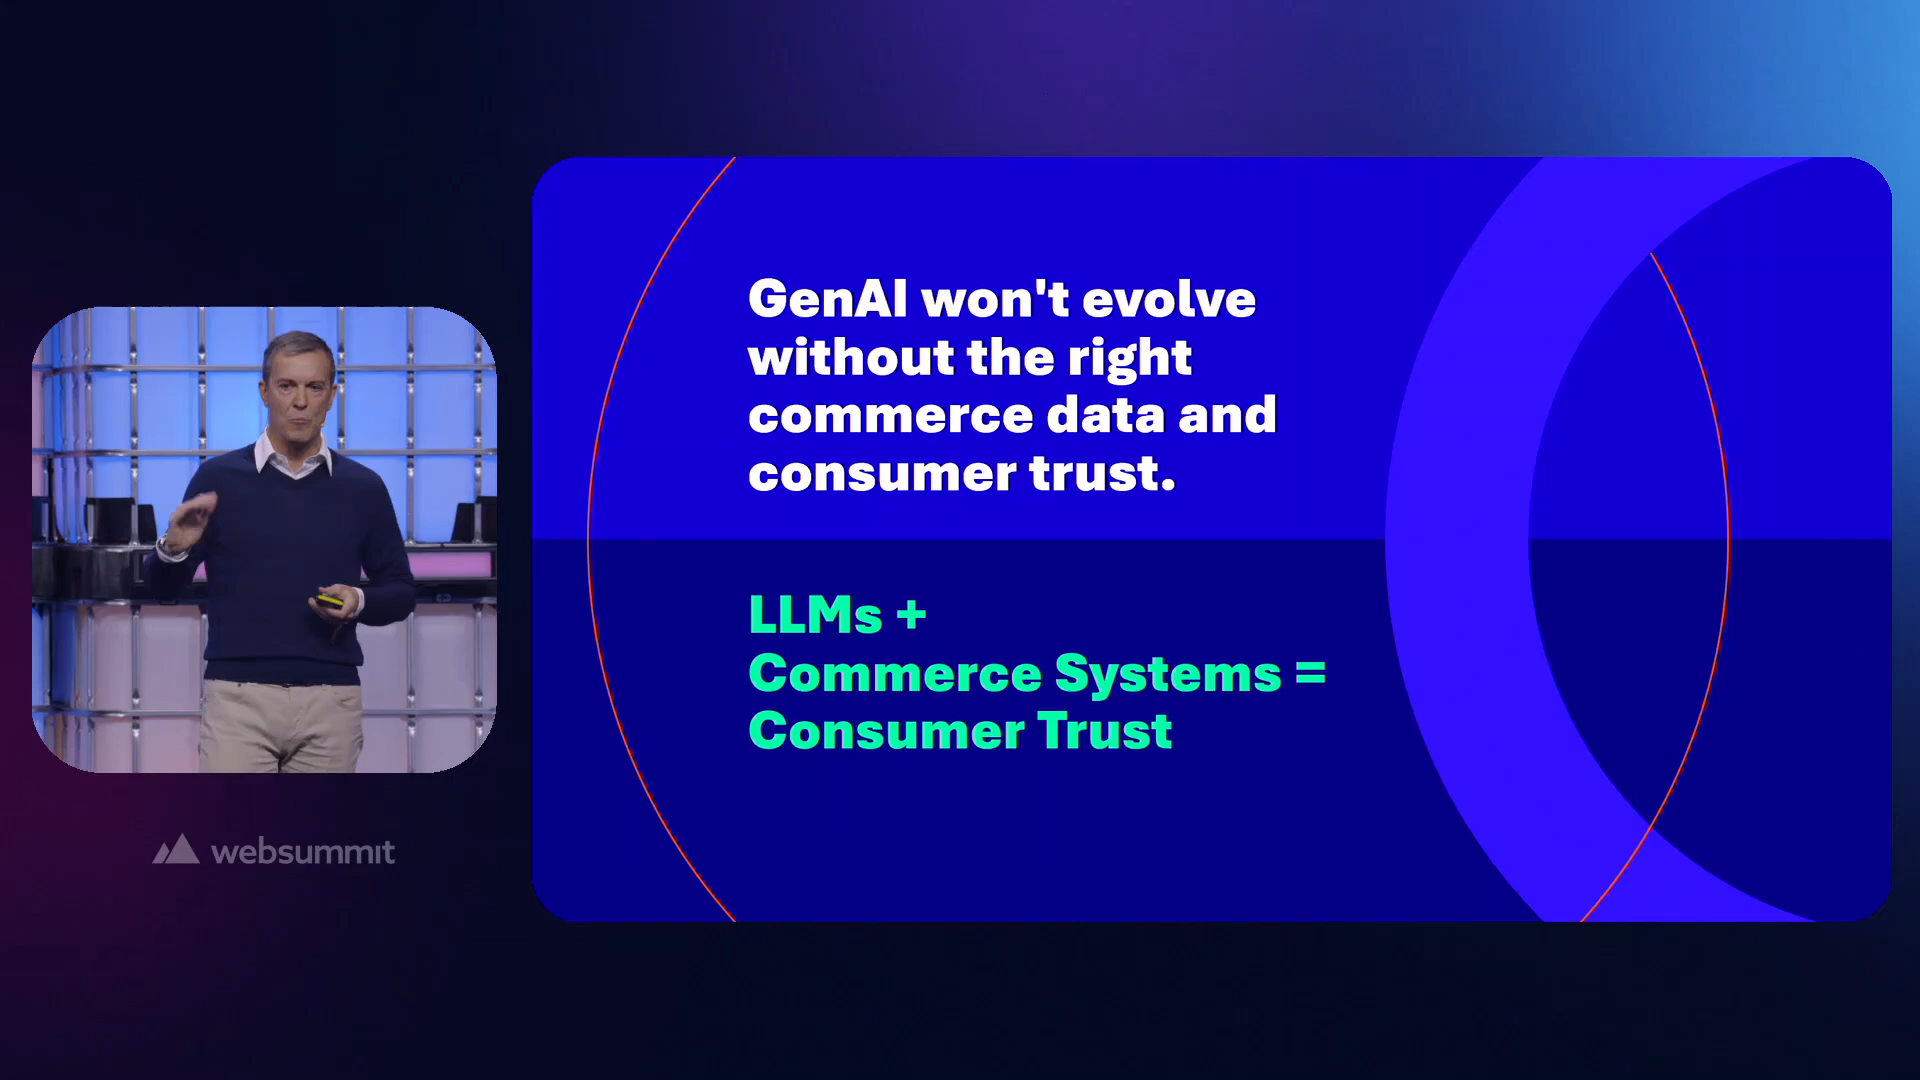 GenAI won't evolve
without the right
commerce data and
consumer trust.
LLMs +
Commerce Systems =
Consumer Trust
websummit